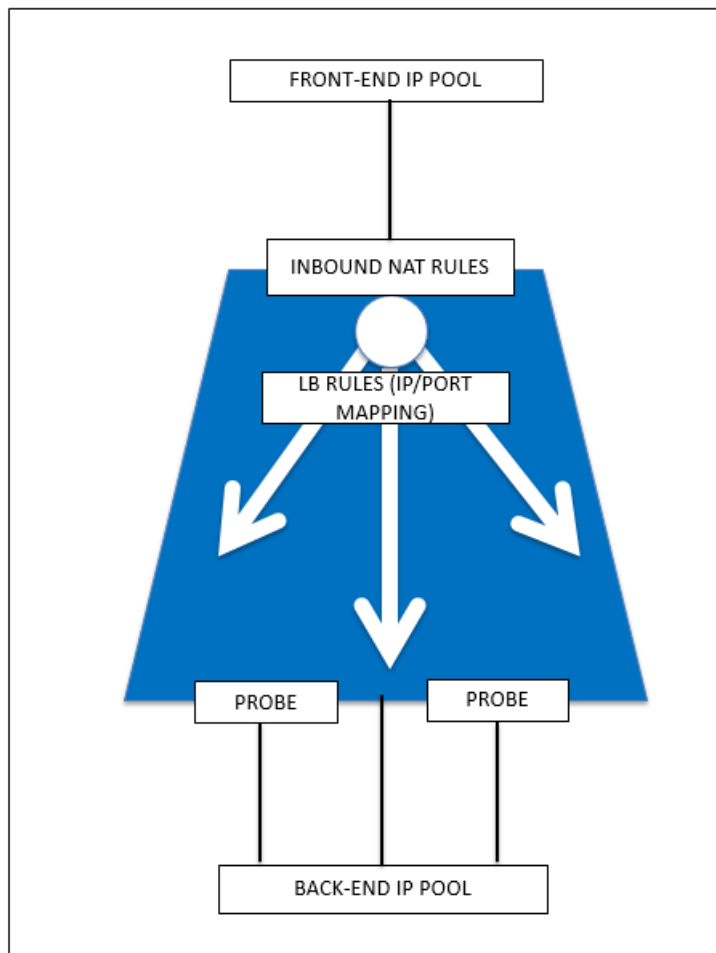 FRONT-END IP POOL
INBOUND NAT RULES
LB RULES (IP/PORT
MAPPING)
PROBE
PROBE
BACK-END IP POOL